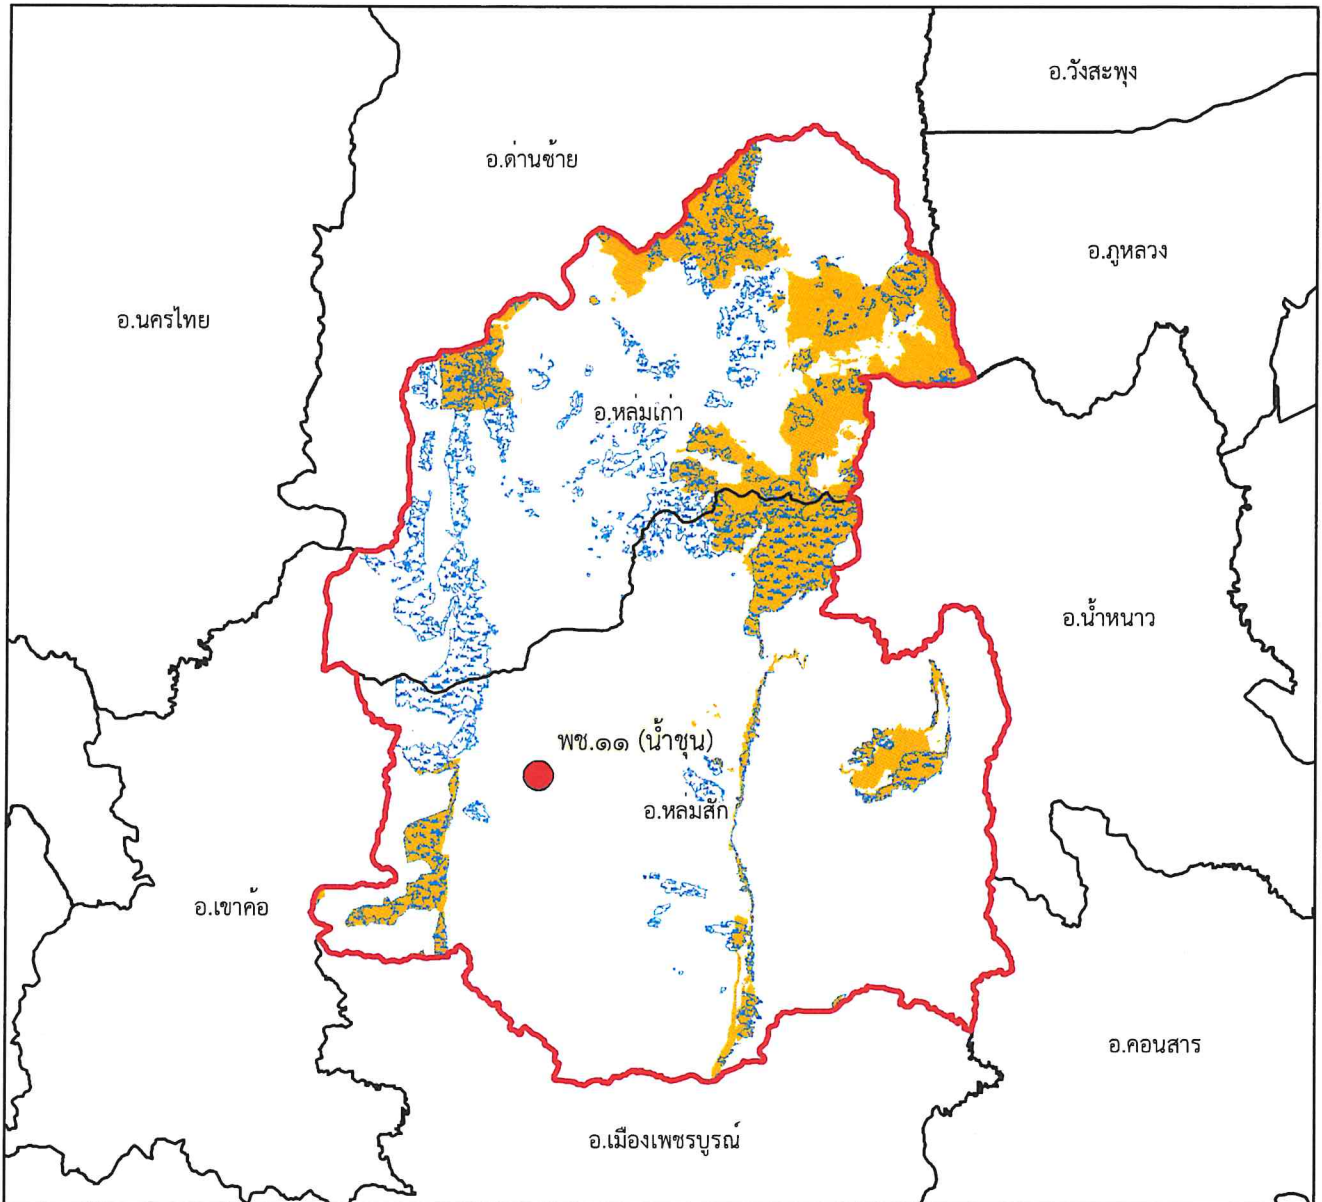 อ.วังสะพุง
อ.ด่านซ้าย
อ.ภูหลวง
อ.นครไทย
อ.หล่มเก่า
อ.น้ำหนาว
พช.๑๑ (น้ำชุน)
อ.หล่มสัก
อ.เขาค้อ
อ.คอนสาร
อ.เมืองเพชรบูรณ์